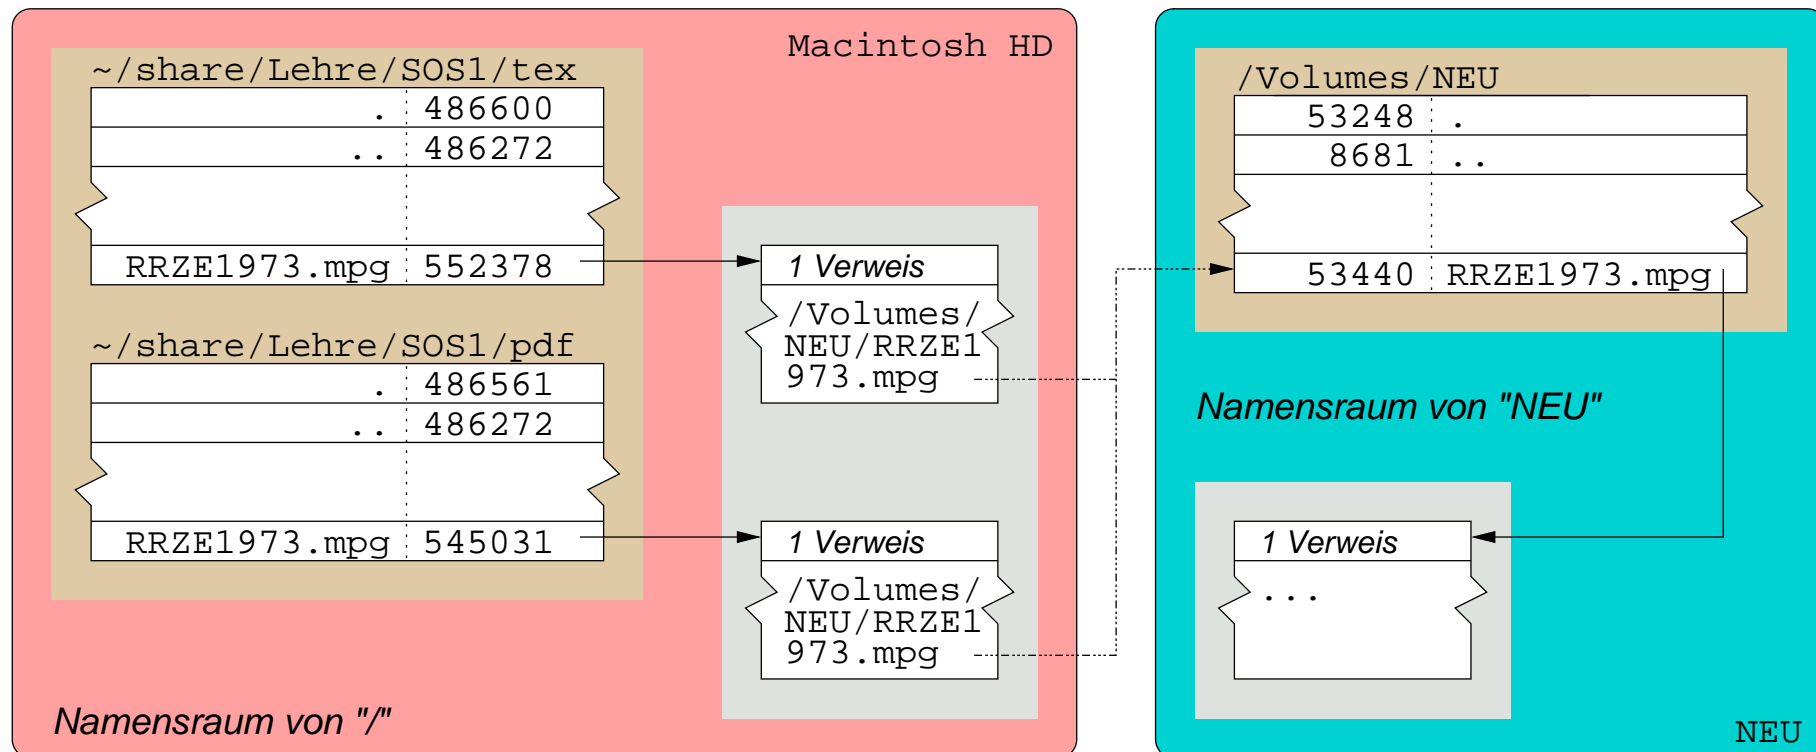 Macintosh HD
~/share/Lehre/SOS1/tex
. 486600
.. 486272
RRZE1973.mpg 552378
1 Verweis
/Volumes/
NEU/RRZE1
973.mpg
~/share/Lehre/SOS1/pdf
. 486561
.. 486272
RRZE1973.mpg 545031
1 Verweis
/Volumes/
NEU/RRZE1
973.mpg
Namensraum von "/"
/Volumes/NEU
53248 .
8681 ..
53440 RRZE1973.mpg
Namensraum von "NEU"
1 Verweis
...
NEU